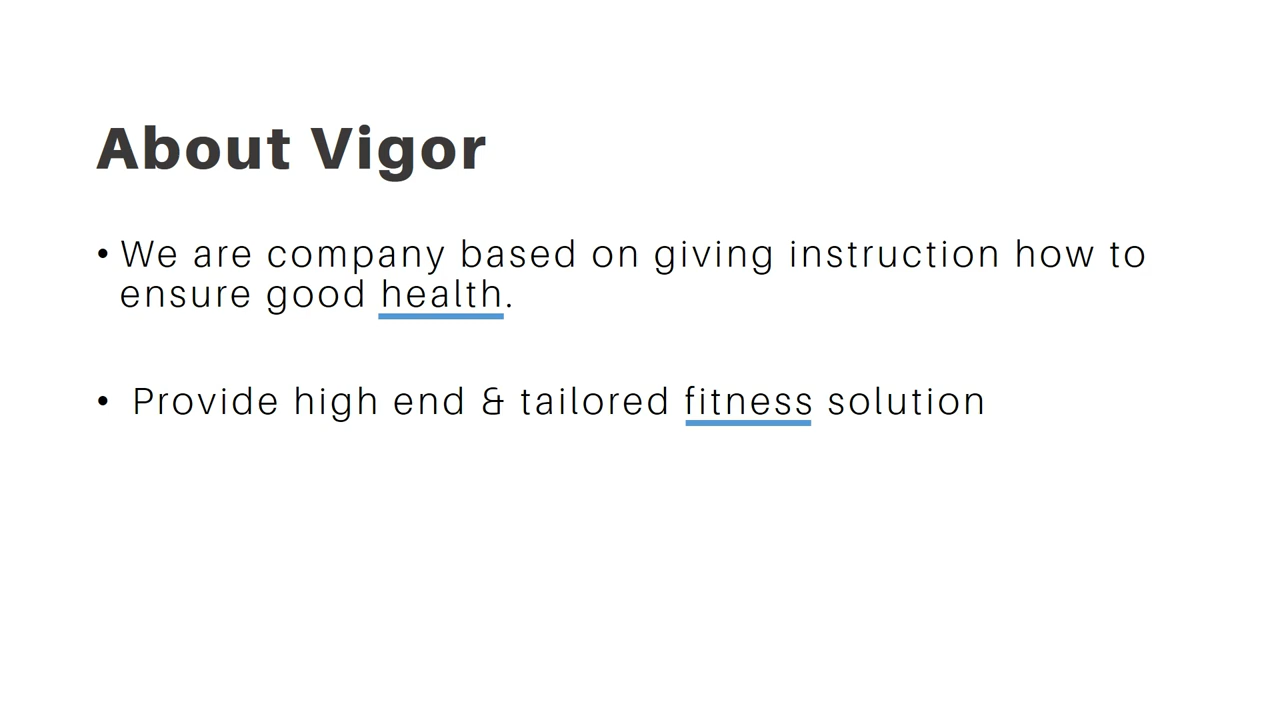 About Vigor
• We are company based on giving instruction how to
ensure good health.
• Provide high end & tailored fitness solution